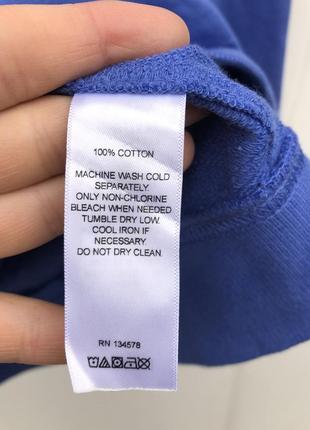 100% COTTON
MACHINE WASH COLD
SEPARATELY.
ONLY NON-CHLORINE
BLEACH WHEN NEEDED
TUMBLE DRY LOW.
COOL IRON IF
NECESSARY.
DO NOT DRY CLEAN.
RN 134578